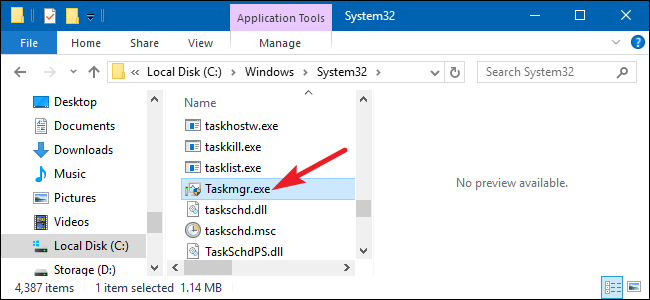 Application Tools
System32
File
Home
Share
View
Manage
« Local Disk (C:) > Windows > System32 >
Search System32
Desktop
Documents
Downloads
Music
Pictures
Videos
Local Disk (C:)
Storage (D:)
Name
taskhostw.exe
taskkill.exe
tasklist.exe
Taskmgr.exe
taskschd.dll
taskschd.msc
TaskSchdPS.dll
No preview available.
4,387 items
1 item selected 1.14 MB